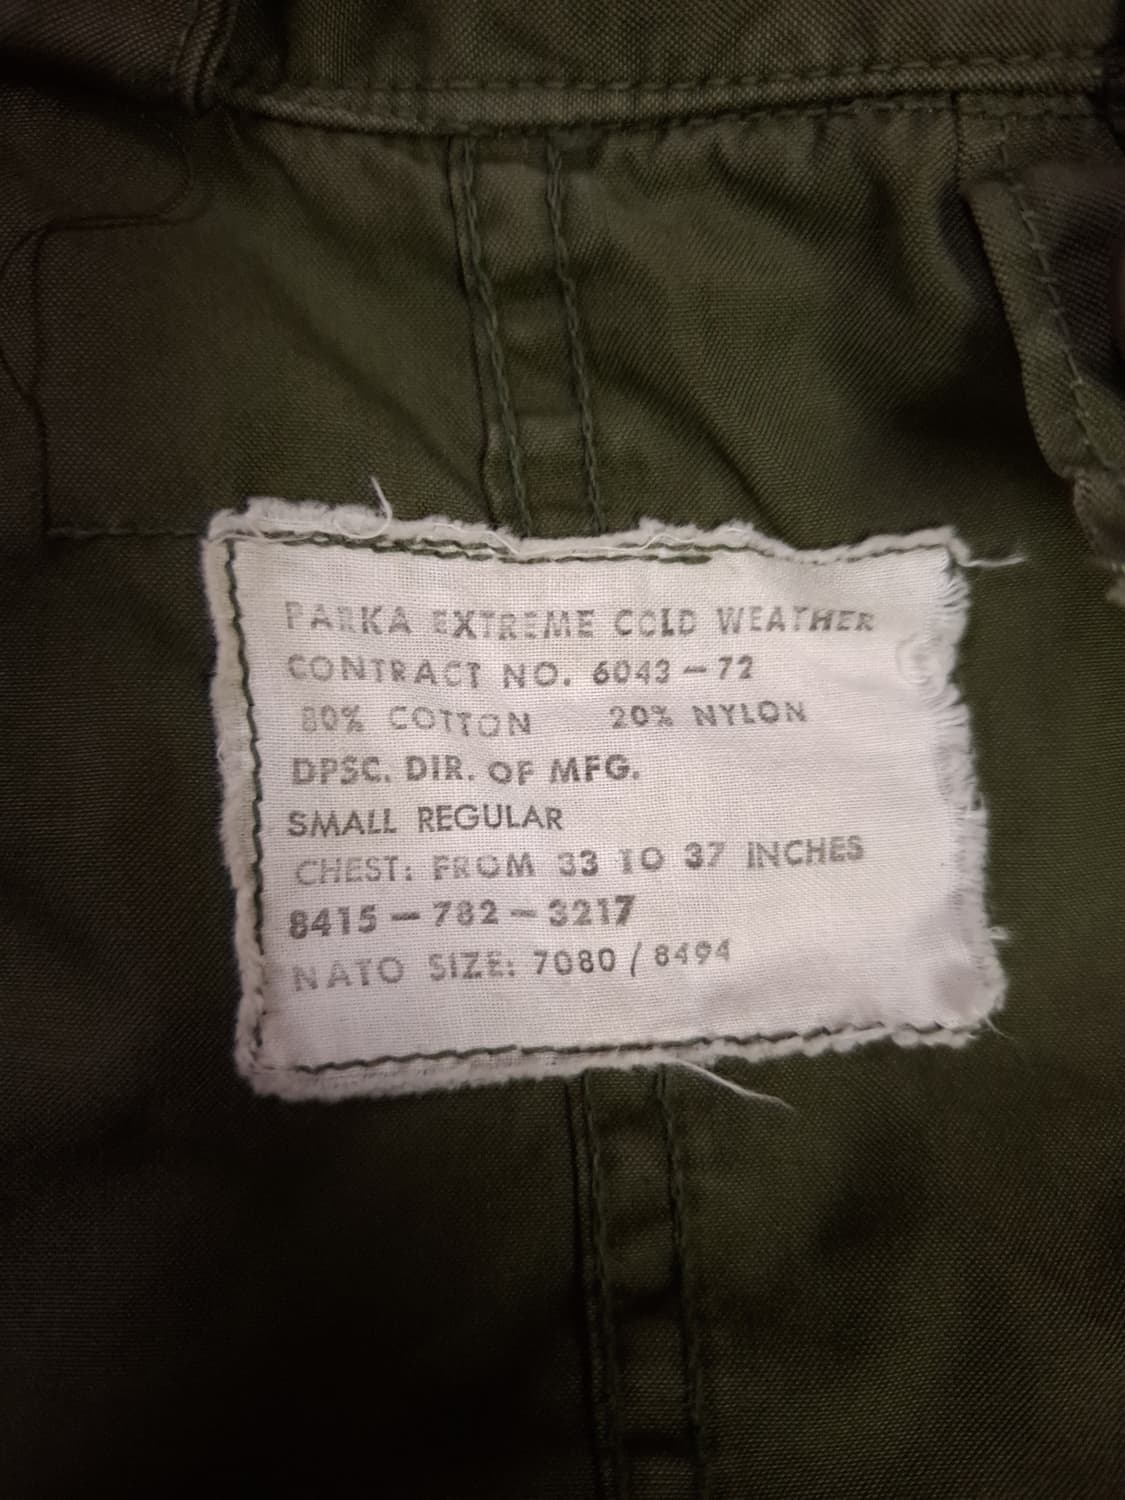 PARKA EXTREME COLD WEATHER
CONTRACT NO. 6043-72
80% COTTON 20% NYLON
DPSC. DIR. OF MFG.
SMALL REGULAR
CHEST: FROM 33 TO 37 INCHES
8415-782-3217
NATO SIZE: 7080 / 8494